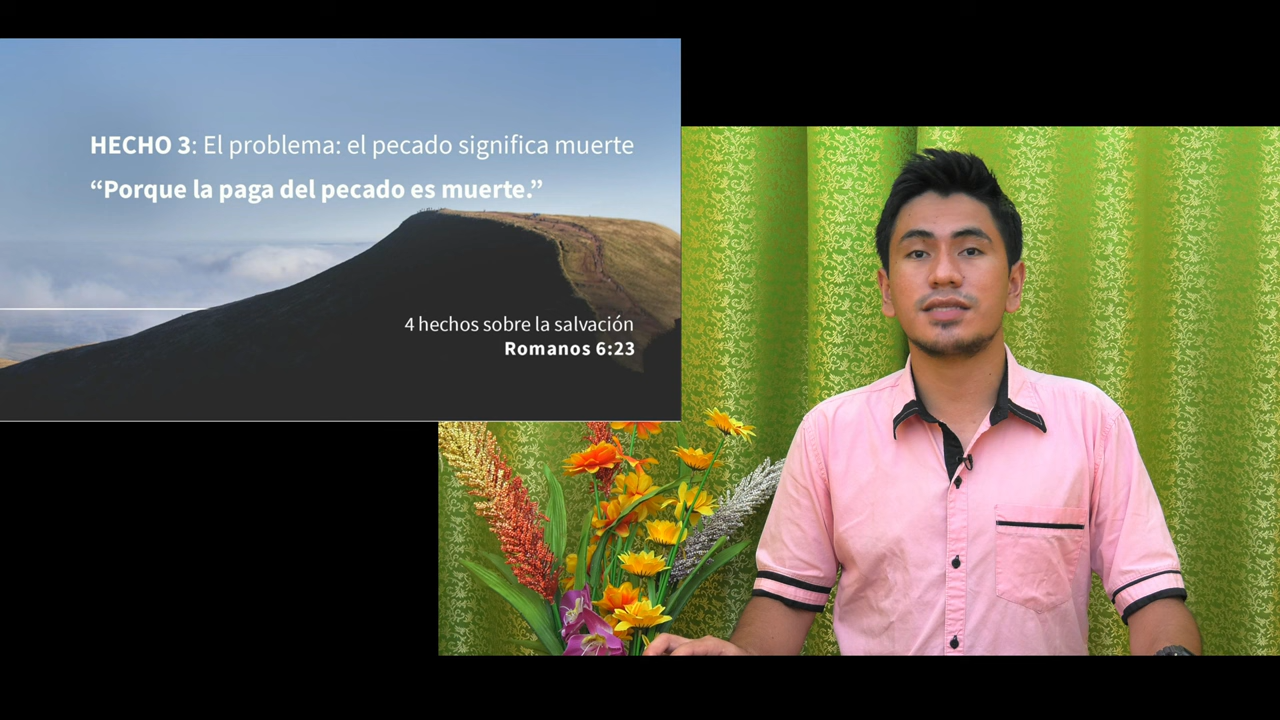 HECHO 3: El problema: el pecado significa muerte
“Porque la paga del pecado es muerte.”
4 hechos sobre la salvación
Romanos 6:23